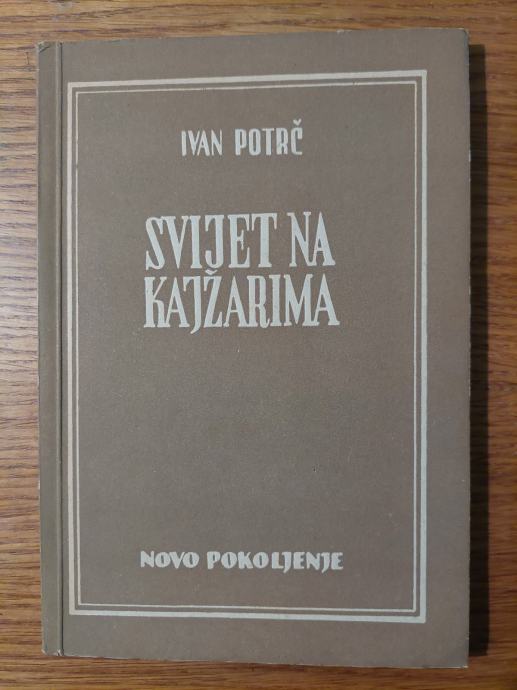 IVAN POTRČ
SVIJET NA
KAJŽARIMA
NOVO POKOLJENJE